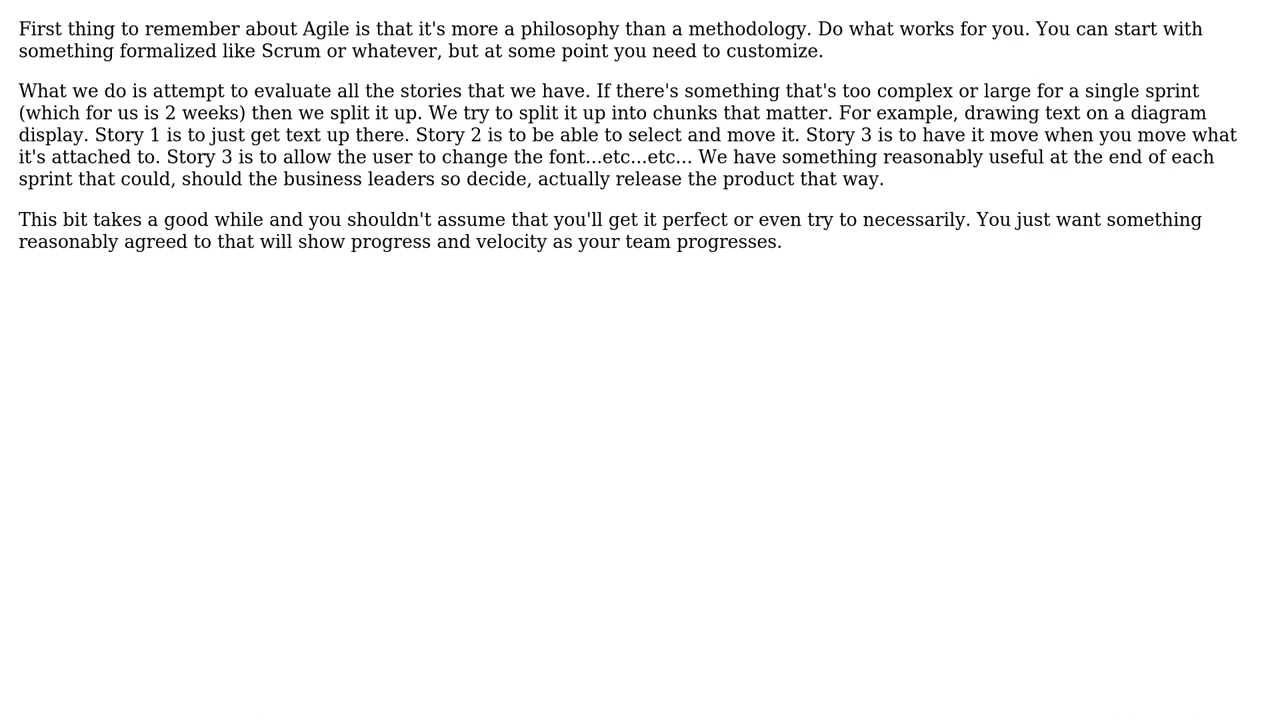 First thing to remember about Agile is that it's more a philosophy than a methodology. Do what works for you. You can start with
something formalized like Scrum or whatever, but at some point you need to customize.
What we do is attempt to evaluate all the stories that we have. If there's something that's too complex or large for a single sprint
(which for us is 2 weeks) then we split it up. We try to split it up into chunks that matter. For example, drawing text on a diagram
display. Story 1 is to just get text up there. Story 2 is to be able to select and move it. Story 3 is to have it move when you move what
it's attached to. Story 3 is to allow the user to change the font...etc...etc... We have something reasonably useful at the end of each
sprint that could, should the business leaders so decide, actually release the product that way.
This bit takes a good while and you shouldn't assume that you'll get it perfect or even try to necessarily. You just want something
reasonably agreed to that will show progress and velocity as your team progresses.